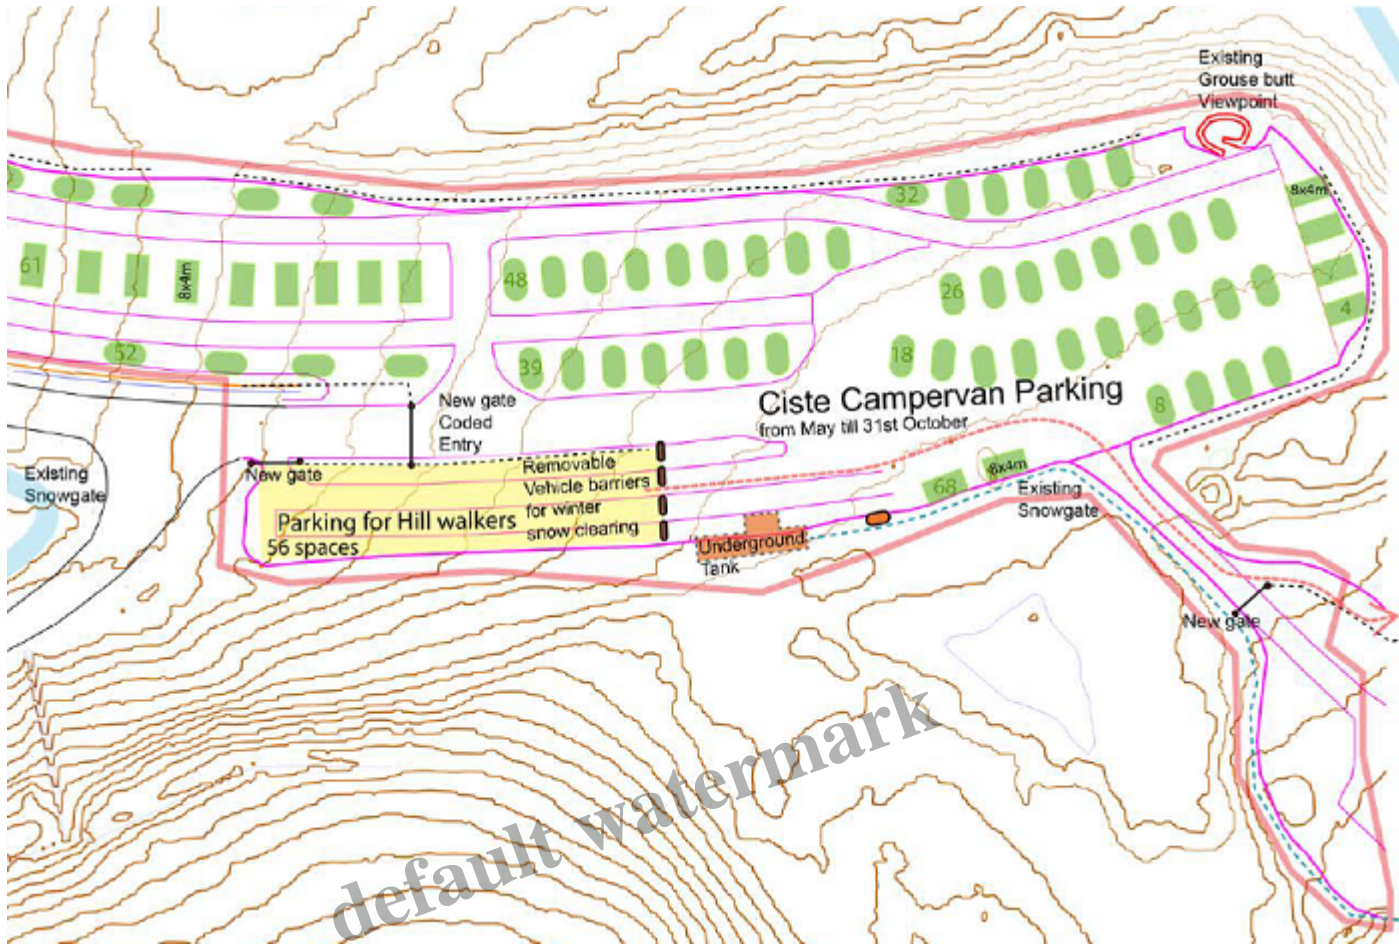 Existing
Grouse butt
Viewpoint
8x4m
32
61
8x4m
48
26
4
52
39
18
8
Ciste Campervan Parking
from May till 31st October
New gate
Coded
Entry
Existing
Snowgate
New gate
Removable
Vehicle barriers
for winter
snow clearing
Parking for Hill walkers
56 spaces
68
8x4m
Existing
Snowgate
Underground
Tank
New gate
default watermark